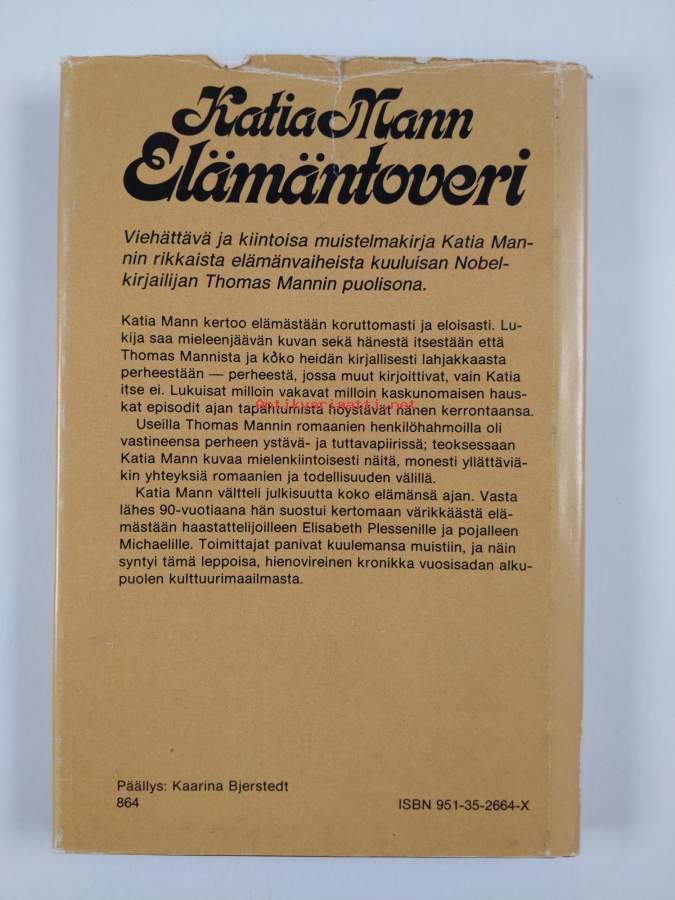 Katia Mann
Elämäntoveri
Viehättävä ja kiintoisa muistelmakirja Katia Man-
nin rikkaista elämänvaiheista kuuluisan Nobel-
kirjailijan Thomas Mannin puolisona.
Katia Mann kertoo elämästään koruttomasti ja eloisasti. Lu-
kija saa mieleenjäävän kuvan sekä hänestä itsestään että
Thomas Mannista ja koko heidän kirjallisesti lahjakkaasta
perheestään — perheestä, jossa muut kirjoittivat, vain Katia
itse ei. Lukuisat milloin vakavat milloin kaskunomaisen haus-
Antikvariaatti.net
kat episodit ajan tapahtumista höystävät hänen kerrontaansa.
Useilla Thomas Mannin romaanien henkilöhahmoilla oli
vastineensa perheen ystävä- ja tuttavapiirissä; teoksessaan
Katia Mann kuvaa mielenkiintoisesti näitä, monesti yllättäviä-
kin yhteyksiä romaanien ja todellisuuden välillä.
Katia Mann vältteli julkisuutta koko elämänsä ajan. Vasta
lähes 90-vuotiaana hän suostui kertomaan värikkäästä elä-
mästään haastattelijoilleen Elisabeth Plessenille ja pojalleen
Michaelille. Toimittajat panivat kuulemansa muistiin, ja näin
syntyi tämä leppoisa, hienovireinen kronikka vuosisadan alku-
puolen kulttuurimaailmasta.
Päällys: Kaarina Bjerstedt
864
ISBN 951-35-2664-X